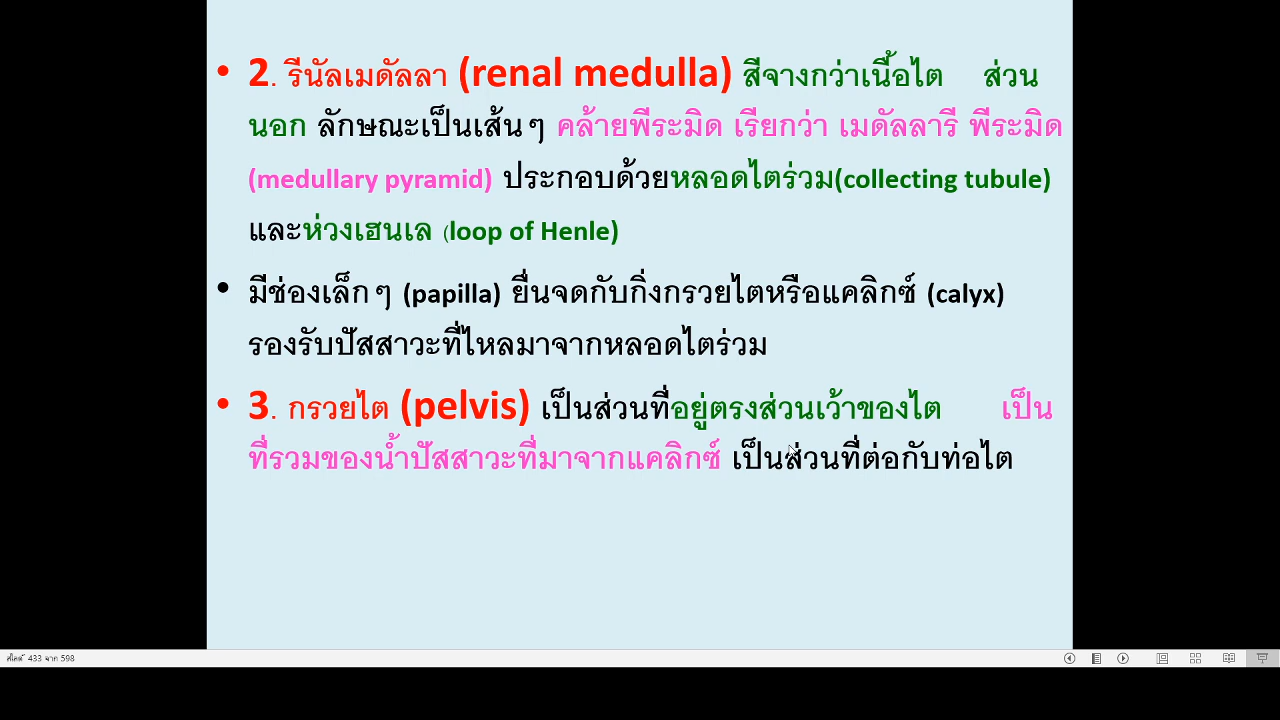 • 2. รีนัลเมดัลลา (renal medulla) สีจางกว่าเนื้อไต ส่วน
นอก ลักษณะเป็นเส้นๆ คล้ายพีระมิด เรียกว่า เมดัลลารี พีระมิด
(medullary pyramid) ประกอบด้วยหลอดไตร่วม(collecting tubule)
และห่วงเฮนเล (loop of Henle)
• มีช่องเล็กๆ (papilla) ยื่นจดกับกิ่งกรวยไตหรือแคลิกซ์ (calyx)
รองรับปัสสาวะที่ไหลมาจากหลอดไตร่วม
• 3. กรวยไต (pelvis) เป็นส่วนที่อยู่ตรงส่วนเว้าของไต เป็น
ที่รวมของน้ำปัสสาวะที่มาจากแคลิกซ์ เป็นส่วนที่ต่อกับท่อไต
สไลด์ 433 จาก 598